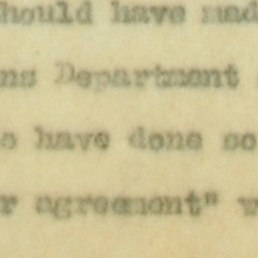 should have mad
ns Department
o have done so
r agreement" w